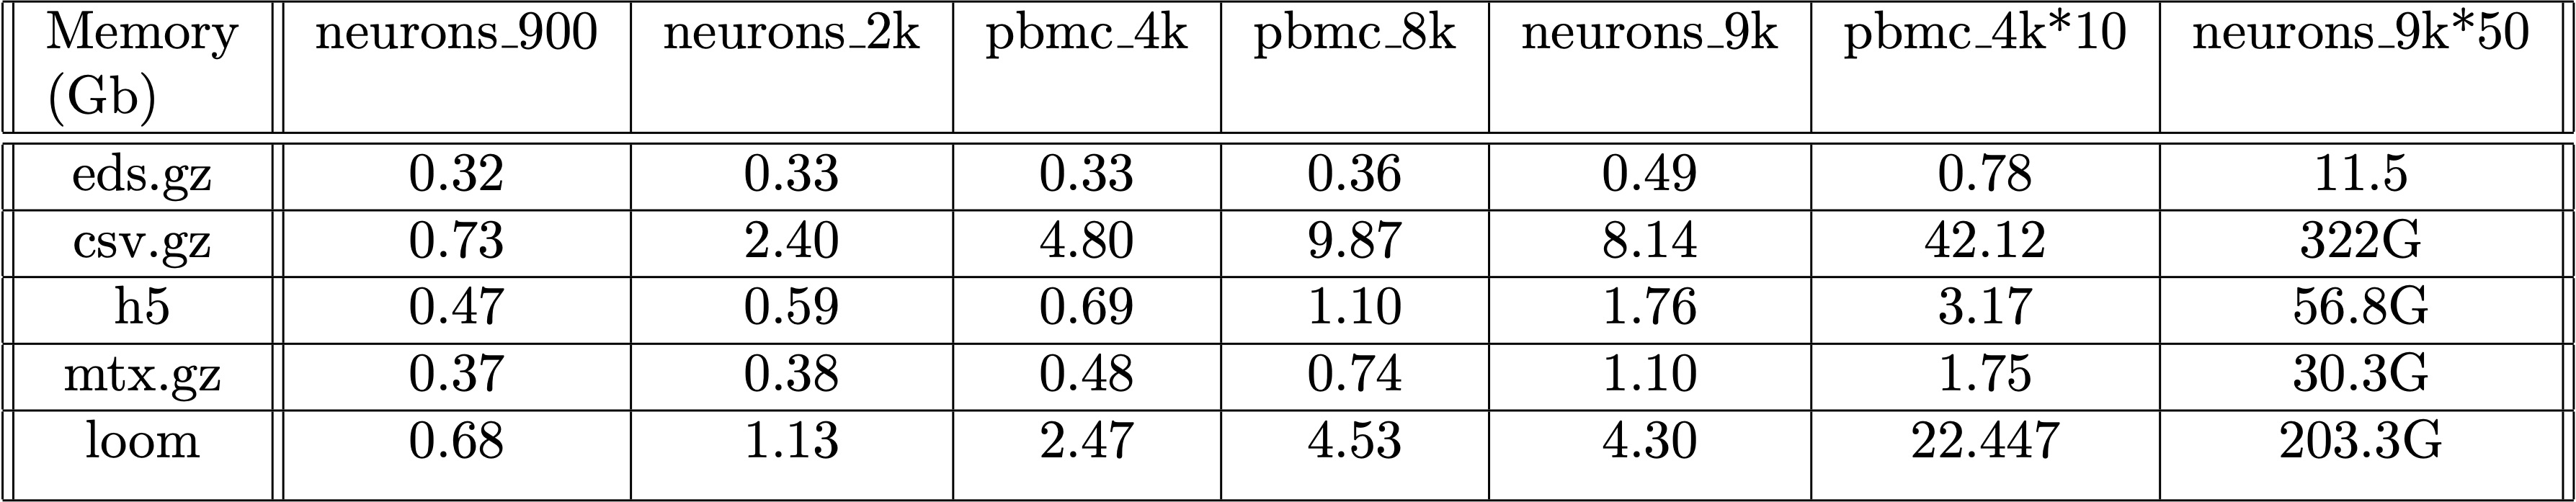 Memory (Gb) neurons_900 neurons_2k pbmc_4k pbmc_8k neurons_9k pbmc_4k*10 neurons_9k*50
eds.gz 0.32 0.33 0.33 0.36 0.49 0.78 11.5
csv.gz 0.73 2.40 4.80 9.87 8.14 42.12 322G
h5 0.47 0.59 0.69 1.10 1.76 3.17 56.8G
mtx.gz 0.37 0.38 0.48 0.74 1.10 1.75 30.3G
loom 0.68 1.13 2.47 4.53 4.30 22.447 203.3G